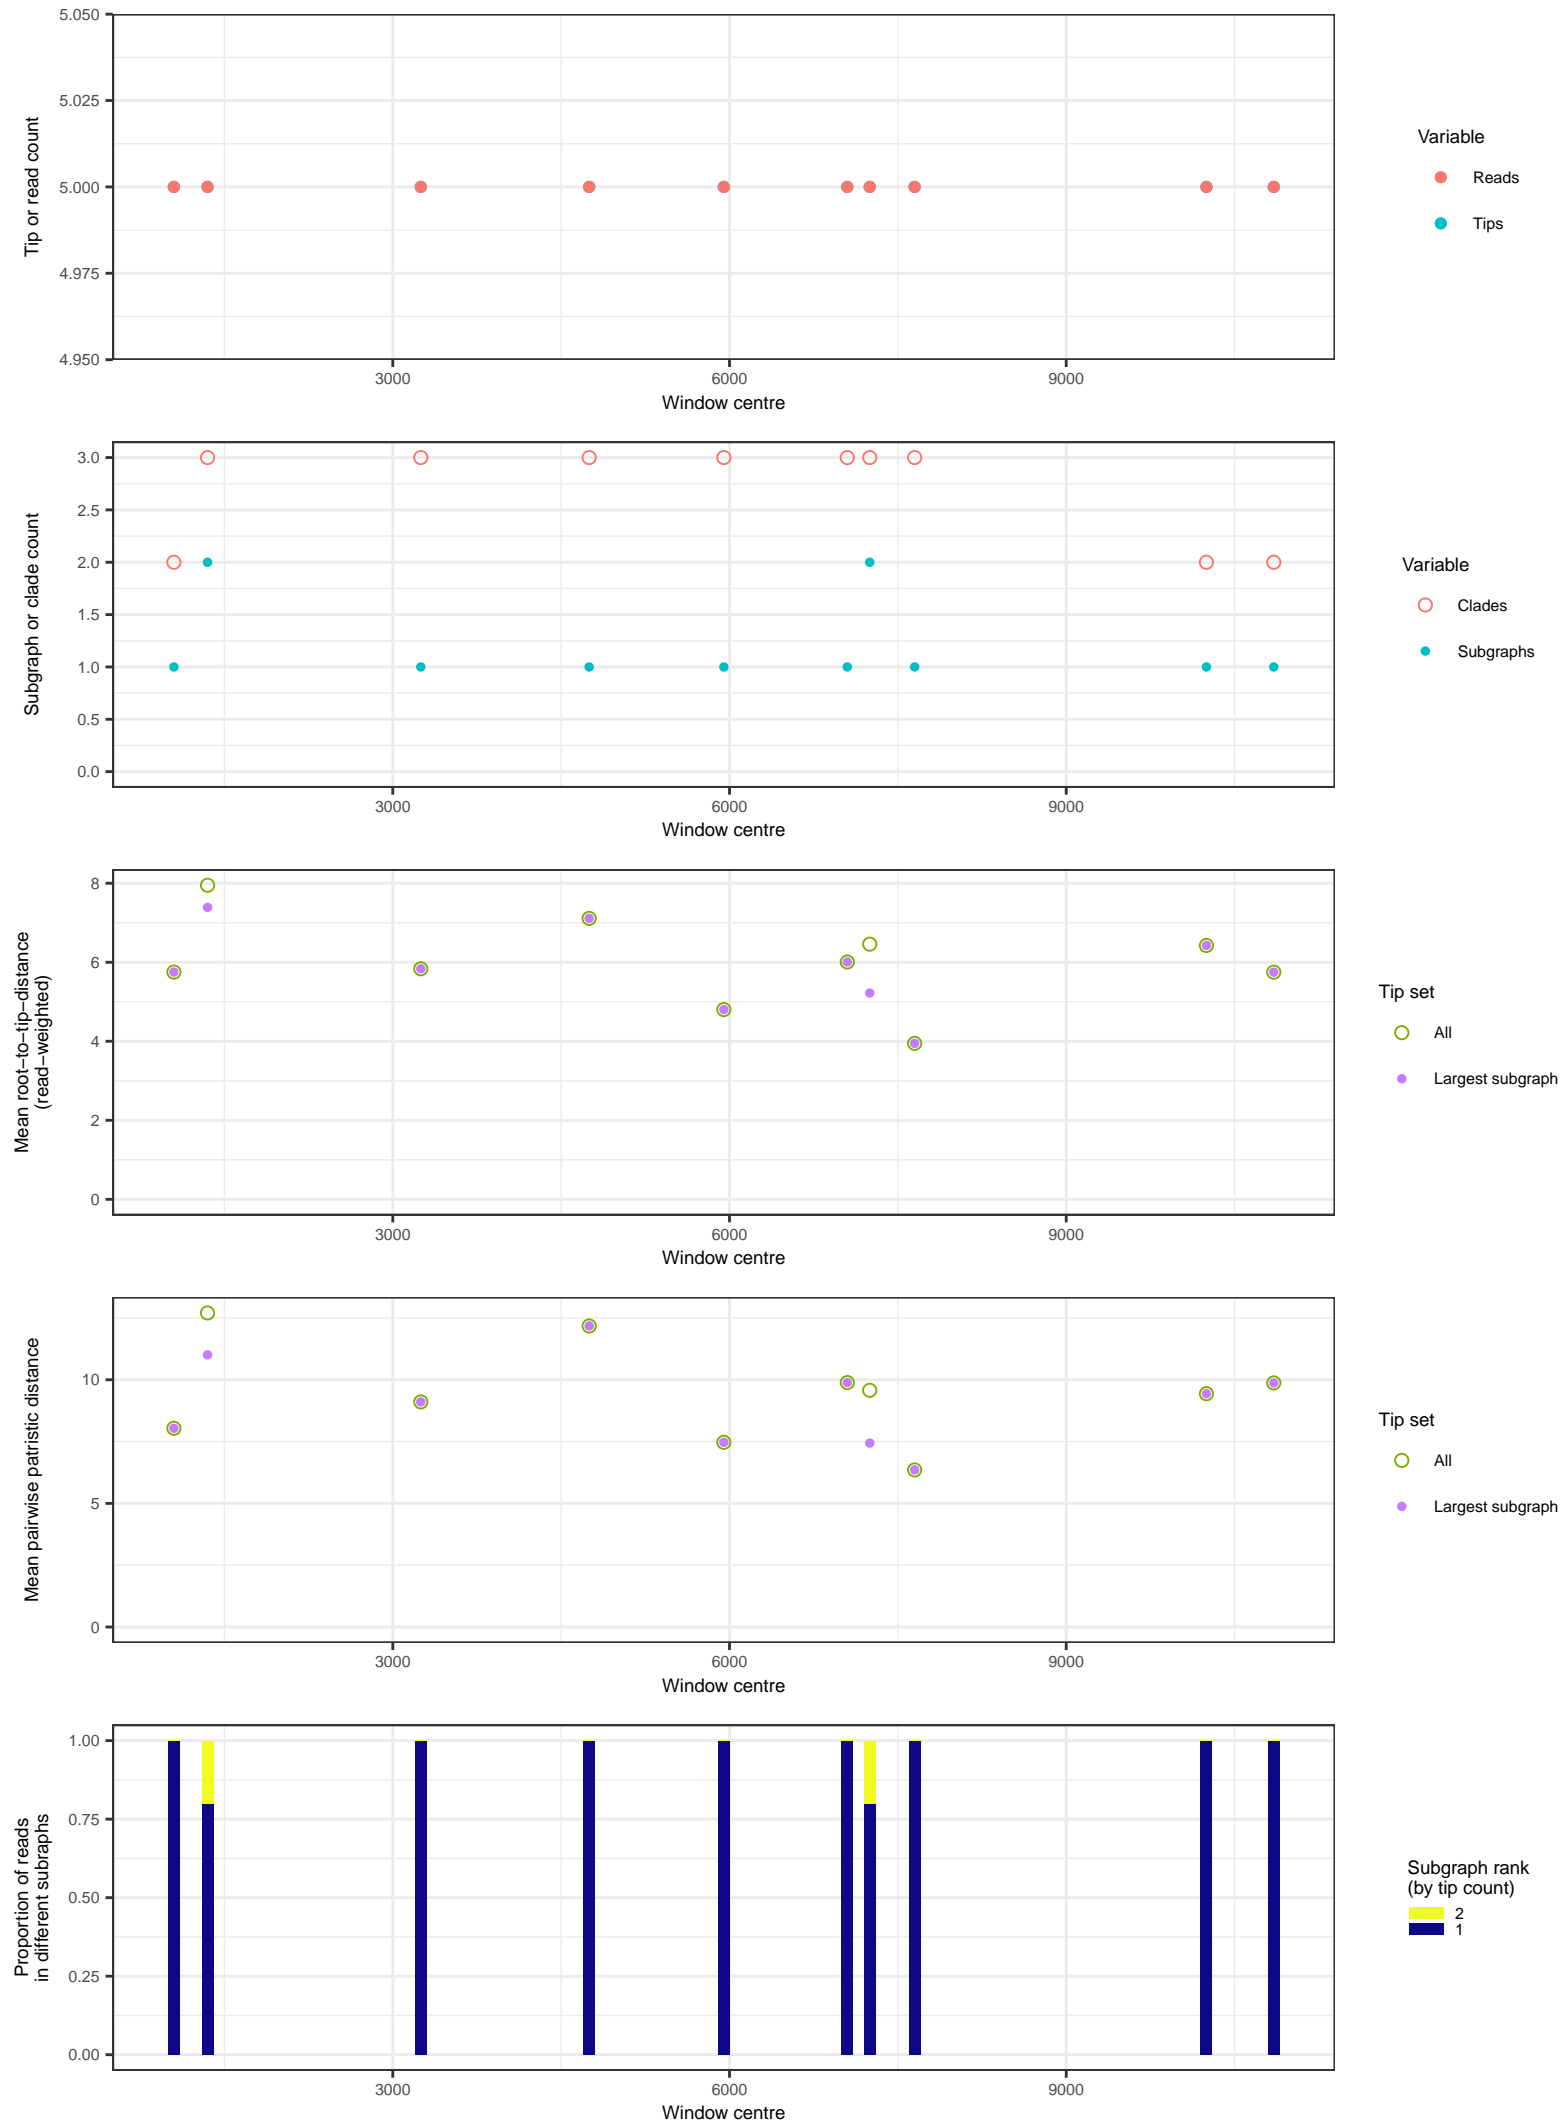 5.050
5.025
5.000
4.975
4.950
Tip or read count
3000 6000 9000
Window centre
Variable
Reads
Tips
3.0
2.5
2.0
1.5
1.0
0.5
0.0
Subgraph or clade count
3000 6000 9000
Window centre
Variable
Clades
Subgraphs
8
6
4
2
0
Mean root−to−tip−distance
(read−weighted)
3000 6000 9000
Window centre
Tip set
All
Largest subgraph
10
5
0
Mean pairwise patristic distance
3000 6000 9000
Window centre
Tip set
All
Largest subgraph
1.00
0.75
0.50
0.25
0.00
Proportion of reads
in different subraphs
3000 6000 9000
Window centre
Subgraph rank
(by tip count)
2
1